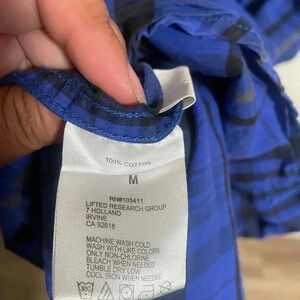 100% COTTON
M
RN#103411
LIFTED RESEARCH GROUP
7 HOLLAND
IRVINE
CA 92618
MACHINE WASH COLD
WASH WITH LIKE COLORS
ONLY NON-CHLORINE
BLEACH WHEN NEEDED
TUMBLE DRY LOW
COOL IRON WHEN NEEDED